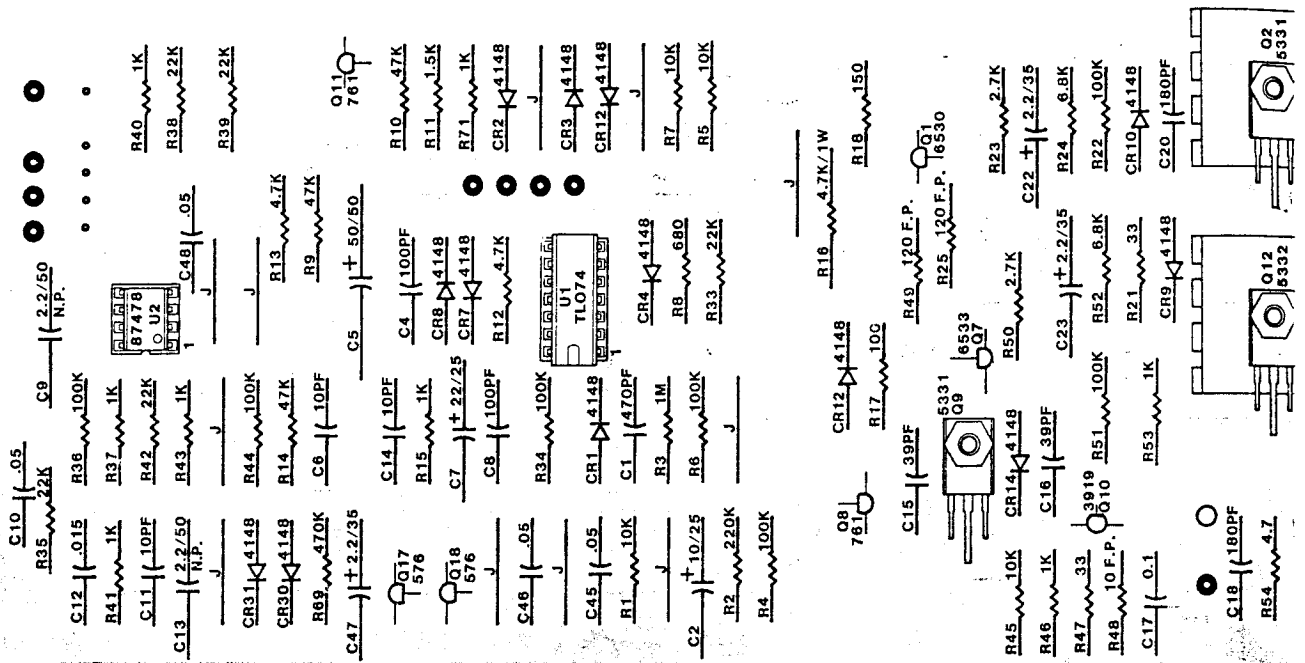 R40 1K
R38 22K
R39 22K
Q11
761
R10 47K
R11 1.5K
R71 1K
CR2 4148
J
CR3 4148
CR12 4148
J
R7 10K
R5 10K
R18 150
Q1
6530
R23 2.7K
C22 + 2.2/35
R24 6.8K
R22 100K
CR10 4148
C20 180PF
Q2
5331
C9 2.2/50
N.P.
87478
U2
1
C48 .05
J
J
R13 4.7K
R9 47K
C5 + 50/50
C4 100PF
CR8 4148
CR7 4148
R12 4.7K
U1
TL074
1
CR4 4148
R8 680
R33 22K
J
R16 4.7K/1W
R49 120 F.P.
R25 120 F.P.
R50 2.7K
C23 + 2.2/35
R52 6.8K
R21 33
CR9 4148
Q12
5332
C10 .05
R35 22K
R36 100K
R37 1K
R42 22K
R43 1K
J
R44 100K
R14 47K
C6 10PF
C14 10PF
R15 1K
C7 + 22/25
C8 100PF
R34 100K
CR1 4148
C1 470PF
R3 1M
R6 100K
J
CR12 4148
R17 10C
5331
Q9
6533
Q7
R51 100K
R53 1K
C12 .015
R41 1K
C11 10PF
C13 2.2/50
N.P.
J
CR31 4148
CR30 4148
R69 470K
C47 + 2.2/35
Q17
576
Q18
576
J
C46 .05
J
C45 .05
R1 10K
C2 + 10/25
R2 220K
R4 100K
Q8
761
C15 39PF
CR14 4148
C16 39PF
3919
Q10
R45 10K
R46 1K
R47 33
R48 10 F.P.
C17 0.1
C18 180PF
R54 4.7